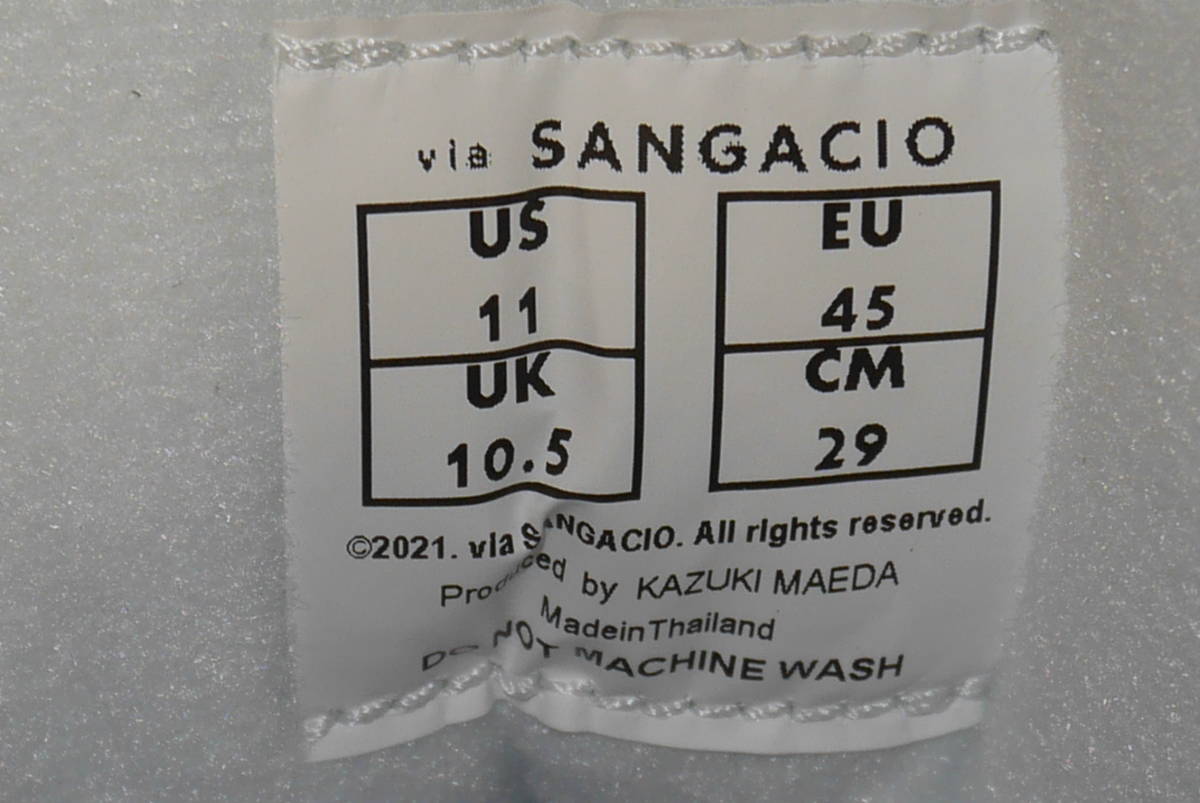 via SANGACIO
US
11
UK
10.5
EU
45
CM
29
©2021. via SANGACIO. All rights reserved.
Produced by KAZUKI MAEDA
MadeinThailand
DO NOT MACHINE WASH